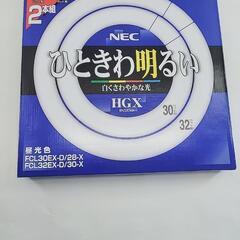 2本組
NEC
ひときわ明るい
白くさわやかな光
HGX
30
32
昼光色
FCL30EX-D/28-X
FCL32EX-D/30-X